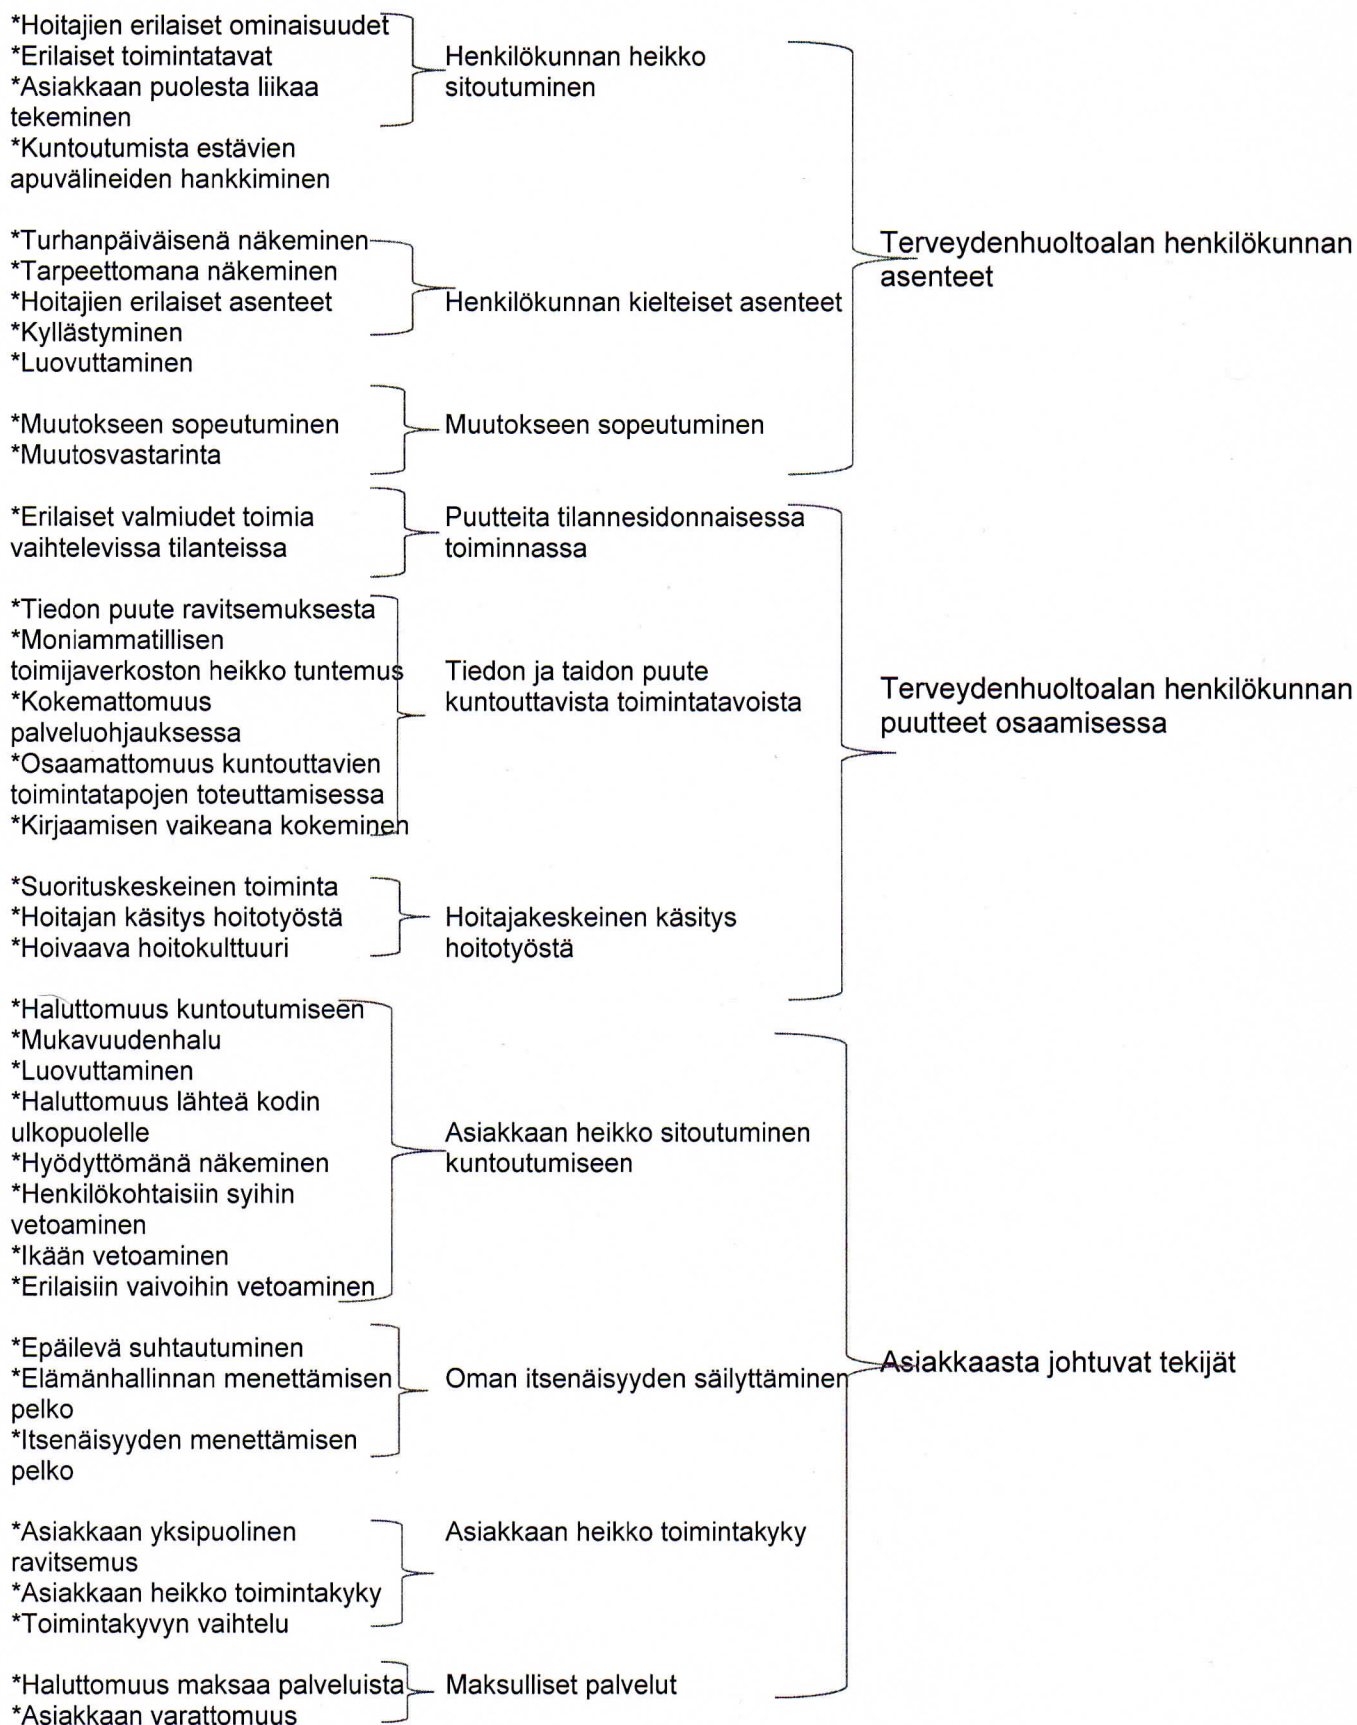 *Hoitajien erilaiset ominaisuudet
*Erilaiset toimintatavat
*Asiakkaan puolesta liikaa
tekeminen
*Kuntoutumista estävien
apuvälineiden hankkiminen
Henkilökunnan heikko
sitoutuminen
*Turhanpäiväisenä näkeminen
*Tarpeettomana näkeminen
*Hoitajien erilaiset asenteet
*Kyllästyminen
*Luovuttaminen
Henkilökunnan kielteiset asenteet
*Muutokseen sopeutuminen
*Muutosvastarinta
Muutokseen sopeutuminen
Terveydenhuoltoalan henkilökunnan
asenteet
*Erilaiset valmiudet toimia
vaihtelevissa tilanteissa
Puutteita tilannesidonnaisessa
toiminnassa
*Tiedon puute ravitsemuksesta
*Moniammatillisen
toimijaverkoston heikko tuntemus
*Kokemattomuus
palveluohjauksessa
*Osaamattomuus kuntouttavien
toimintatapojen toteuttamisessa
*Kirjaamisen vaikeana kokeminen
Tiedon ja taidon puute
kuntouttavista toimintatavoista
*Suorituskeskeinen toiminta
*Hoitajan käsitys hoitotyöstä
*Hoivaava hoitokulttuuri
Hoitajakeskeinen käsitys
hoitotyöstä
Terveydenhuoltoalan henkilökunnan
puutteet osaamisessa
*Haluttomuus kuntoutumiseen
*Mukavuudenhalu
*Luovuttaminen
*Haluttomuus lähteä kodin
ulkopuolelle
*Hyödyttömänä näkeminen
*Henkilökohtaisiin syihin
vetoaminen
*Ikään vetoaminen
*Erilaisiin vaivoihin vetoaminen
Asiakkaan heikko sitoutuminen
kuntoutumiseen
*Epäilevä suhtautuminen
*Elämänhallinnan menettämisen
pelko
*Itsenäisyyden menettämisen
pelko
Oman itsenäisyyden säilyttäminen
*Asiakkaan yksipuolinen
ravitsemus
*Asiakkaan heikko toimintakyky
*Toimintakyvyn vaihtelu
Asiakkaan heikko toimintakyky
*Haluttomuus maksaa palveluista
*Asiakkaan varattomuus
Maksulliset palvelut
Asiakkaasta johtuvat tekijät